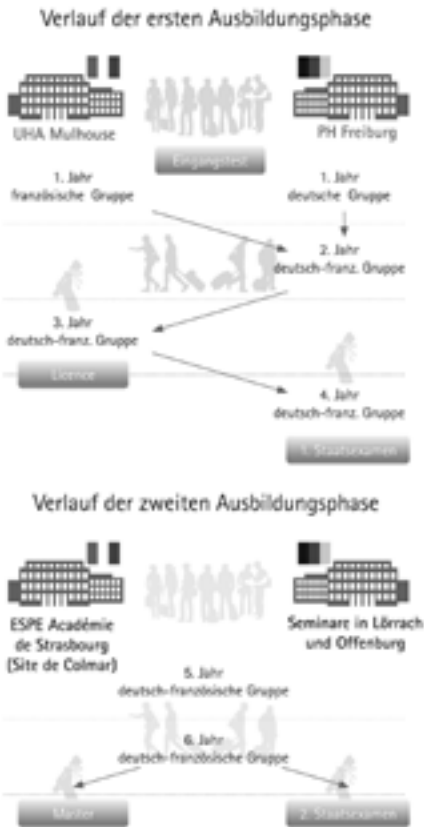 Verlauf der ersten Ausbildungsphase
UHA Mulhouse
PH Freiburg
Eingangstest
1. Jahr
französische Gruppe
1. Jahr
deutsche Gruppe
2. Jahr
deutsch-franz. Gruppe
3. Jahr
deutsch-franz. Gruppe
Licence
4. Jahr
deutsch-franz. Gruppe
1. Staatsexamen
Verlauf der zweiten Ausbildungsphase
ESPE Académie
de Strasbourg
(Site de Colmar)
Seminare in Lörrach
und Offenburg
5. Jahr
deutsch-französische Gruppe
6. Jahr
deutsch-französische Gruppe
Master
2. Staatsexamen